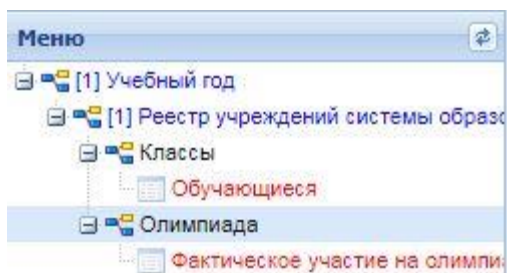 Меню
[1] Учебный год
[1] Реестр учреждений системы образо
Классы
Обучающиеся
Олимпиада
Фактическое участие на олимпи